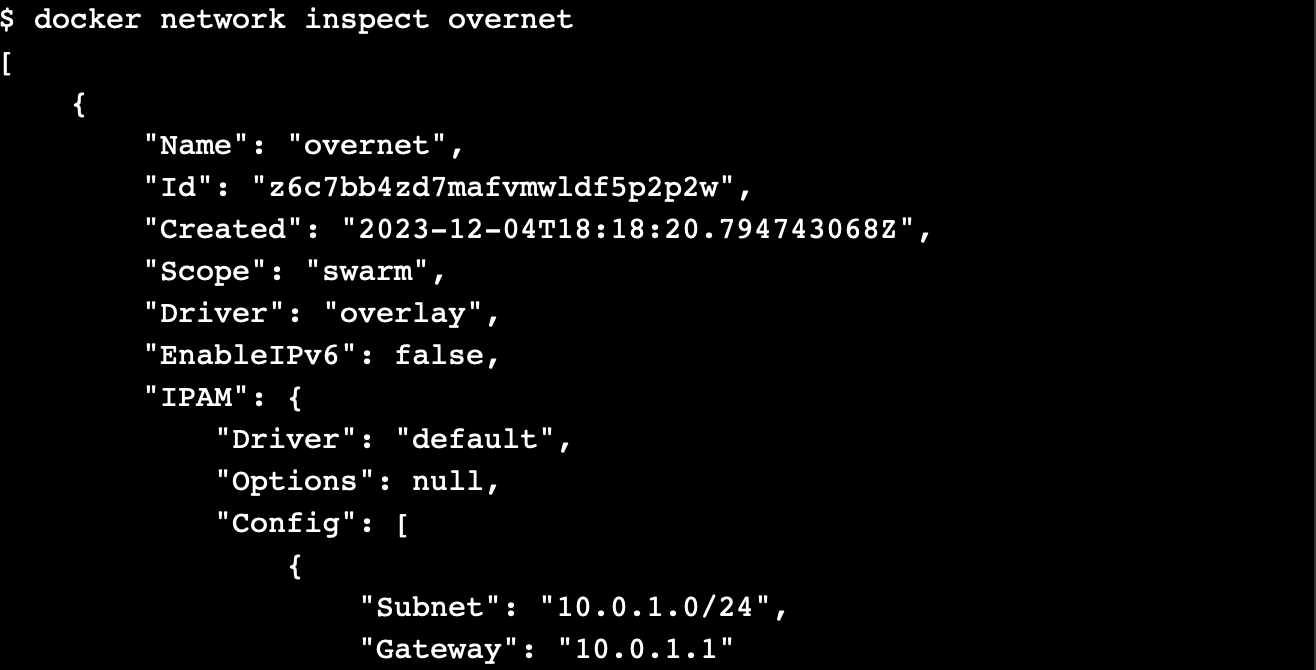 $ docker network inspect overnet
[
    {
        "Name": "overnet",
        "Id": "z6c7bb4zd7mafvmwldf5p2p2w",
        "Created": "2023-12-04T18:18:20.794743068Z",
        "Scope": "swarm",
        "Driver": "overlay",
        "EnableIPv6": false,
        "IPAM": {
            "Driver": "default",
            "Options": null,
            "Config": [
                {
                    "Subnet": "10.0.1.0/24",
                    "Gateway": "10.0.1.1"